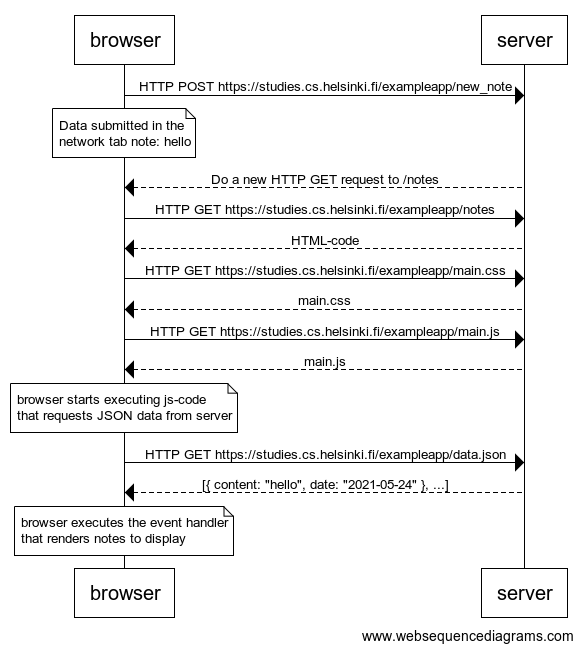 browser
server
HTTP POST https://studies.cs.helsinki.fi/exampleapp/new_note
Data submitted in the
network tab note: hello
Do a new HTTP GET request to /notes
HTTP GET https://studies.cs.helsinki.fi/exampleapp/notes
HTML-code
HTTP GET https://studies.cs.helsinki.fi/exampleapp/main.css
main.css
HTTP GET https://studies.cs.helsinki.fi/exampleapp/main.js
main.js
browser starts executing js-code
that requests JSON data from server
HTTP GET https://studies.cs.helsinki.fi/exampleapp/data.json
[{ content: "hello", date: "2021-05-24" }, ...]
browser executes the event handler
that renders notes to display
browser
server
www.websequencediagrams.com